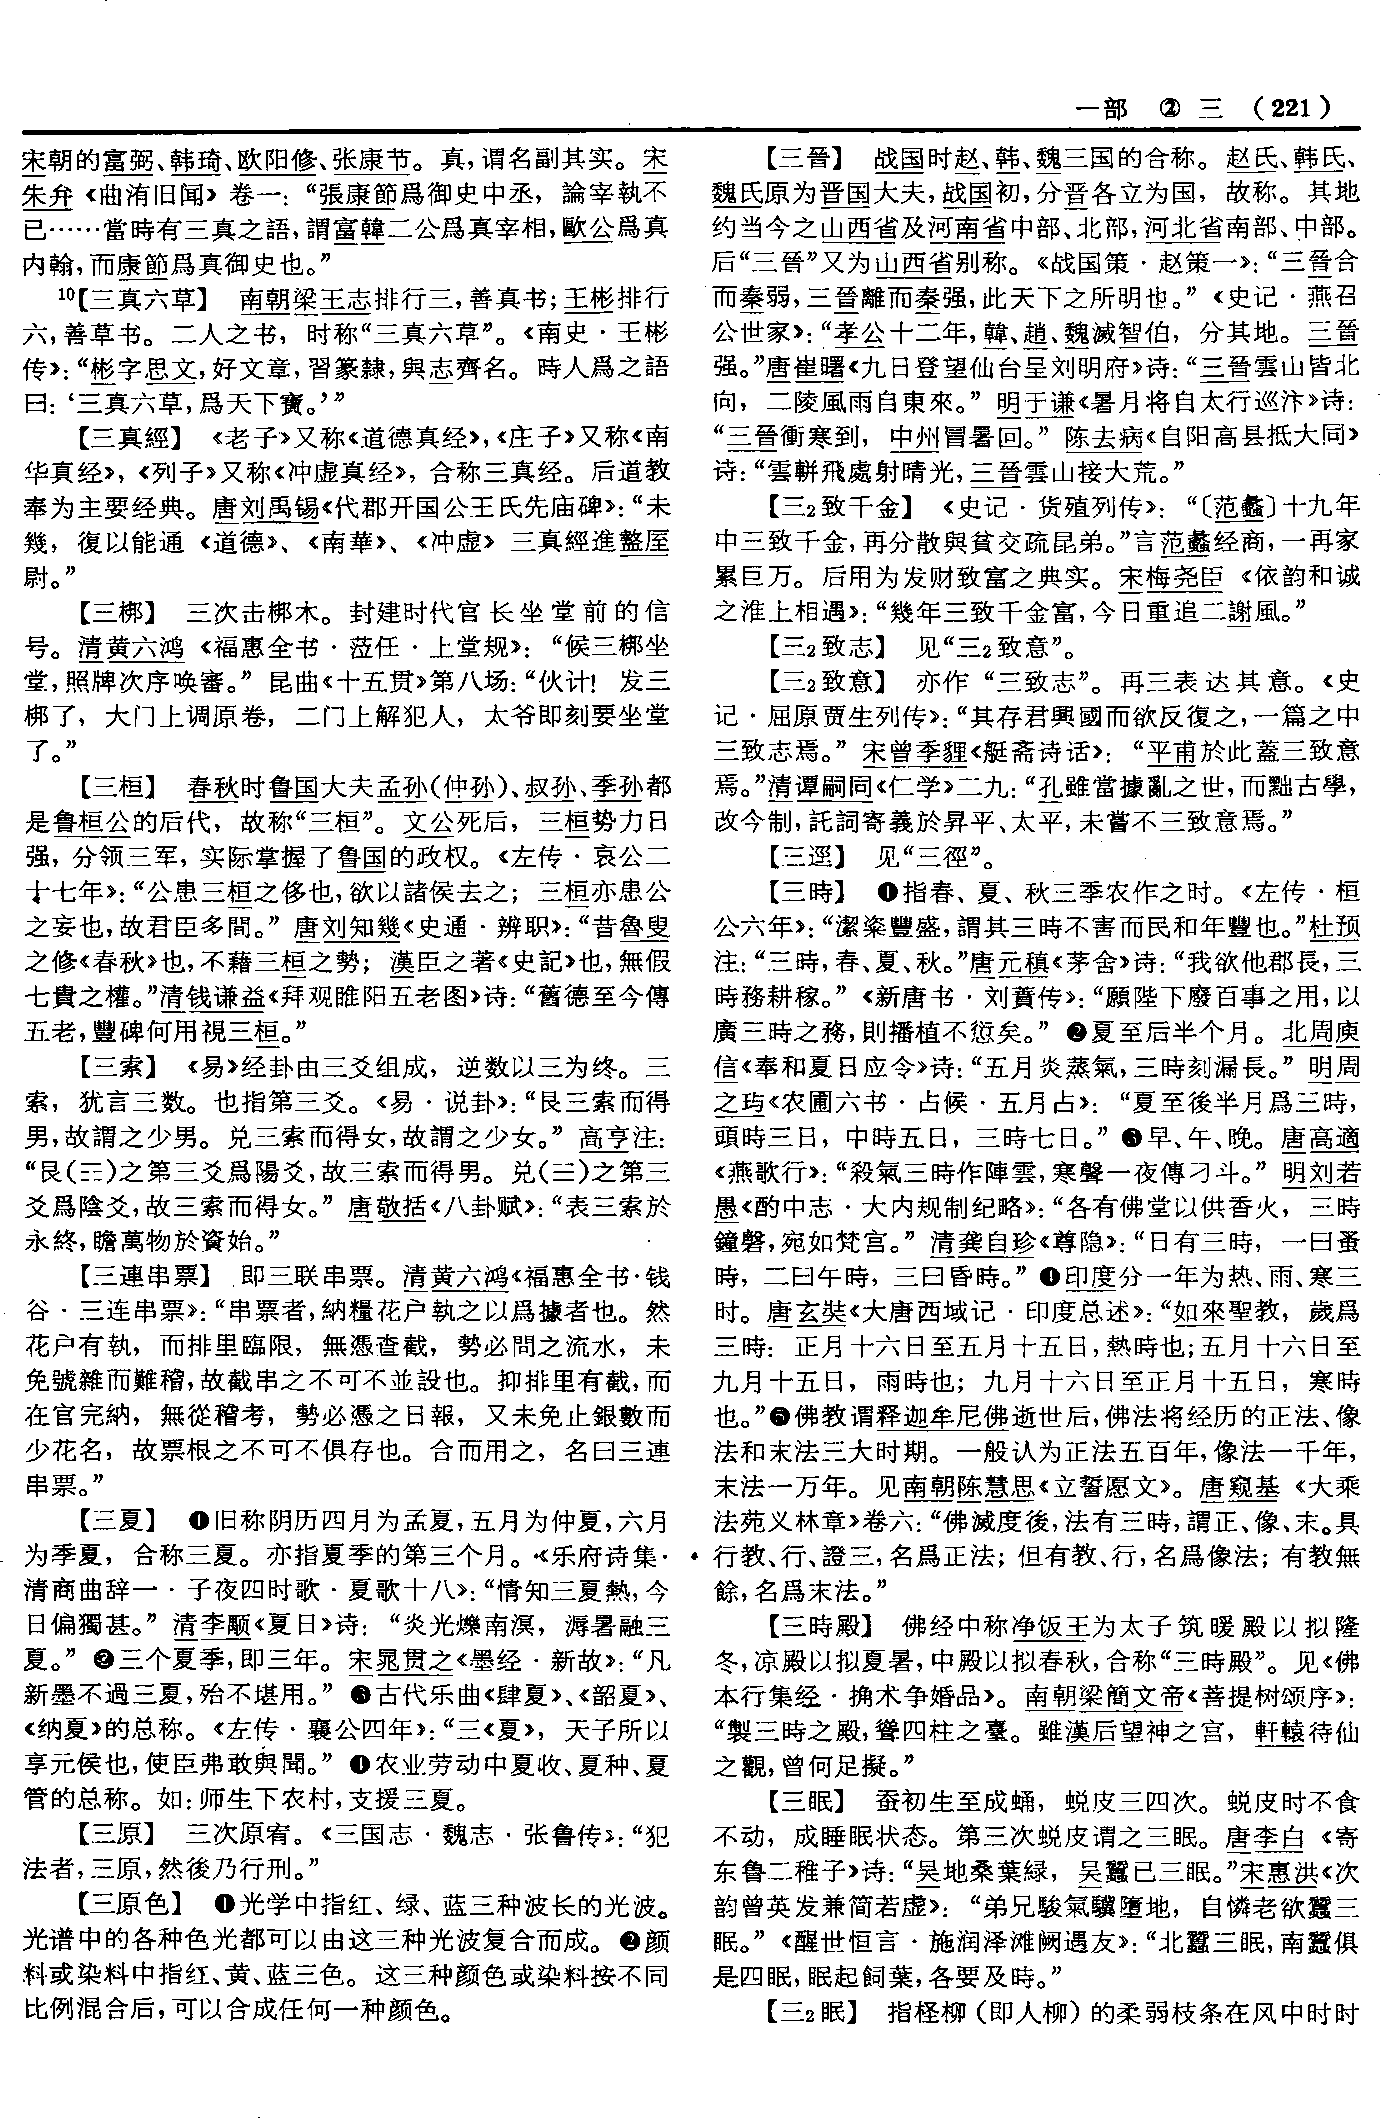 一部 ② 三 (221)
宋朝的富弼、韩琦、欧阳修、张康节。真,谓名副其实。宋
朱弁《曲洧旧闻》卷一:“張康節爲御史中丞,論宰執不
已……當時有三真之語,謂富韓二公爲真宰相,歐公爲真
内翰,而康節爲真御史也。”
¹⁰【三真六草】 南朝梁王志排行三,善真书;王彬排行
六,善草书。二人之书,时称“三真六草”。《南史·王彬
传》:“彬字思文,好文章,習篆隸,與志齊名。時人爲之語
曰:‘三真六草,爲天下寶。’”
【三真經】 《老子》又称《道德真经》,《庄子》又称《南
华真经》,《列子》又称《冲虚真经》,合称三真经。后道教
奉为主要经典。唐刘禹锡《代郡开国公王氏先庙碑》:“未
幾,復以能通《道德》、《南華》、《冲虚》三真經進盩厔
尉。”
【三梆】 三次击梆木。封建时代官长坐堂前的信
号。清黄六鸿《福惠全书·莅任·上堂规》:“候三梆坐
堂,照牌次序唤審。”昆曲《十五贯》第八场:“伙计!发三
梆了,大门上调原卷,二门上解犯人,太爷即刻要坐堂
了。”
【三桓】 春秋时鲁国大夫孟孙(仲孙)、叔孙、季孙都
是鲁桓公的后代,故称“三桓”。文公死后,三桓势力日
强,分领三军,实际掌握了鲁国的政权。《左传·哀公二
十七年》:“公患三桓之侈也,欲以諸侯去之;三桓亦患公
之妄也,故君臣多間。”唐刘知幾《史通·辨职》:“昔魯叟
之修《春秋》也,不藉三桓之勢;漢臣之著《史記》也,無假
七貴之權。”清钱谦益《拜观睢阳五老图》诗:“舊德至今傳
五老,豐碑何用視三桓。”
【三索】 《易》经卦由三爻组成,逆数以三为终。三
索,犹言三数。也指第三爻。《易·说卦》:“艮三索而得
男,故謂之少男。兑三索而得女,故謂之少女。”高亨注:
“艮(☶)之第三爻爲陽爻,故三索而得男。兑(☱)之第三
爻爲陰爻,故三索而得女。”唐敬括《八卦赋》:“表三索於
永終,瞻萬物於資始。”
【三連串票】 即三联串票。清黄六鸿《福惠全书·钱
谷·三连串票》:“串票者,納糧花户執之以爲據者也。然
花户有執,而排里臨限,無憑查截,勢必問之流水,未
免號雜而難稽,故截串之不可不並設也。抑排里有截,而
在官完納,無從稽考,勢必憑之日報,又未免止銀數而
少花名,故票根之不可不俱存也。合而用之,名曰三連
串票。”
【三夏】 ❶旧称阴历四月为孟夏,五月为仲夏,六月
为季夏,合称三夏。亦指夏季的第三个月。《乐府诗集·
清商曲辞一·子夜四时歌·夏歌十八》:“情知三夏熱,今
日偏獨甚。”清李颙《夏日》诗:“炎光爍南溟,溽暑融三
夏。”❷三个夏季,即三年。宋晁贯之《墨经·新故》:“凡
新墨不過三夏,殆不堪用。”❸古代乐曲《肆夏》、《韶夏》、
《纳夏》的总称。《左传·襄公四年》:“三《夏》,天子所以
享元侯也,使臣弗敢與聞。”❹农业劳动中夏收、夏种、夏
管的总称。如:师生下农村,支援三夏。
【三原】 三次原宥。《三国志·魏志·张鲁传》:“犯
法者,三原,然後乃行刑。”
【三原色】 ❶光学中指红、绿、蓝三种波长的光波。
光谱中的各种色光都可以由这三种光波复合而成。❷颜
料或染料中指红、黄、蓝三色。这三种颜色或染料按不同
比例混合后,可以合成任何一种颜色。
【三晉】 战国时赵、韩、魏三国的合称。赵氏、韩氏、
魏氏原为晋国大夫,战国初,分晋各立为国,故称。其地
约当今之山西省及河南省中部、北部,河北省南部、中部。
后“三晉”又为山西省别称。《战国策·赵策一》:“三晉合
而秦弱,三晉離而秦强,此天下之所明也。”《史记·燕召
公世家》:“孝公十二年,韓、趙、魏滅智伯,分其地。三晉
强。”唐崔曙《九日登望仙台呈刘明府》诗:“三晉雲山皆北
向,二陵風雨自東來。”明于谦《暑月将自太行巡汴》诗:
“三晉衝寒到,中州冒暑回。”陈去病《自阳高县抵大同》
诗:“雲軿飛處射晴光,三晉雲山接大荒。”
【三₂致千金】 《史记·货殖列传》:“〔范蠡〕十九年
中三致千金,再分散與貧交疏昆弟。”言范蠡经商,一再家
累巨万。后用为发财致富之典实。宋梅尧臣《依韵和诚
之淮上相遇》:“幾年三致千金富,今日重追二謝風。”
【三₂致志】 见“三₂致意”。
【三₂致意】 亦作“三致志”。再三表达其意。《史
记·屈原贾生列传》:“其存君興國而欲反復之,一篇之中
三致志焉。”宋曾季貍《艇斋诗话》:“平甫於此蓋三致意
焉。”清谭嗣同《仁学》二九:“孔雖當據亂之世,而黜古學,
改今制,託詞寄義於昇平、太平,未嘗不三致意焉。”
【三逕】 见“三徑”。
【三時】 ❶指春、夏、秋三季农作之时。《左传·桓
公六年》:“潔粢豐盛,謂其三時不害而民和年豐也。”杜预
注:“三時,春、夏、秋。”唐元稹《茅舍》诗:“我欲他郡長,三
時務耕稼。”《新唐书·刘蕡传》:“願陛下廢百事之用,以
廣三時之務,則播植不愆矣。”❷夏至后半个月。北周庾
信《奉和夏日应令》诗:“五月炎蒸氣,三時刻漏長。”明周
之玙《农圃六书·占候·五月占》:“夏至後半月爲三時,
頭時三日,中時五日,三時七日。”❸早、午、晚。唐高適
《燕歌行》:“殺氣三時作陣雲,寒聲一夜傳刁斗。”明刘若
愚《酌中志·大内规制纪略》:“各有佛堂以供香火,三時
鐘磬,宛如梵宫。”清龚自珍《尊隐》:“日有三時,一曰蚤
時,二曰午時,三曰昏時。”❹印度分一年为热、雨、寒三
时。唐玄奘《大唐西域记·印度总述》:“如來聖教,歲爲
三時:正月十六日至五月十五日,熱時也;五月十六日至
九月十五日,雨時也;九月十六日至正月十五日,寒時
也。”❺佛教谓释迦牟尼佛逝世后,佛法将经历的正法、像
法和末法三大时期。一般认为正法五百年,像法一千年,
末法一万年。见南朝陈慧思《立誓愿文》。唐窥基《大乘
法苑义林章》卷六:“佛滅度後,法有三時,謂正、像、末。具
行教、行、證三,名爲正法;但有教、行,名爲像法;有教無
餘,名爲末法。”
【三時殿】 佛经中称净饭王为太子筑暖殿以拟隆
冬,凉殿以拟夏暑,中殿以拟春秋,合称“三時殿”。见《佛
本行集经·捔术争婚品》。南朝梁簡文帝《菩提树颂序》:
“製三時之殿,聳四柱之臺。雖漢后望神之宫,軒轅待仙
之觀,曾何足擬。”
【三眠】 蚕初生至成蛹,蜕皮三四次。蜕皮时不食
不动,成睡眠状态。第三次蜕皮谓之三眠。唐李白《寄
东鲁二稚子》诗:“吴地桑葉緑,吴蠶已三眠。”宋惠洪《次
韵曾英发兼简若虚》:“弟兄駿氣驥墮地,自憐老欲蠶三
眠。”《醒世恒言·施润泽滩阙遇友》:“北蠶三眠,南蠶俱
是四眠,眠起飼葉,各要及時。”
【三₂眠】 指柽柳(即人柳)的柔弱枝条在风中时时